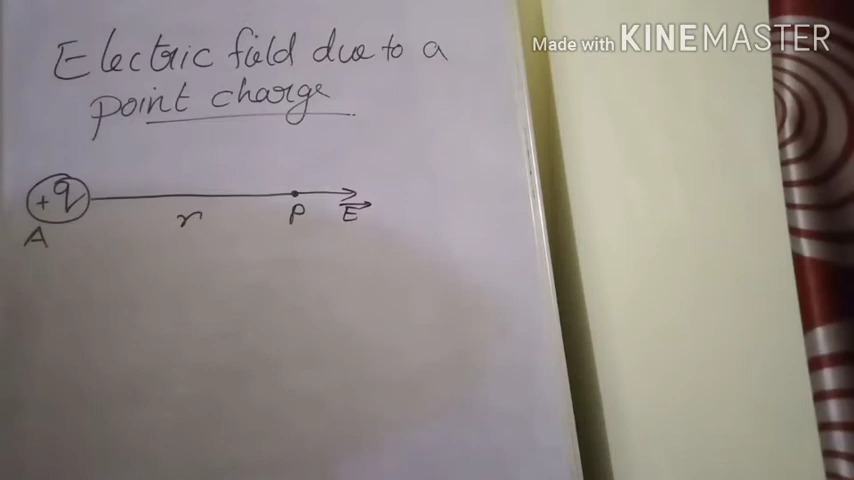 Electric field due to a
point charge
Made with KINEMASTER
+q
r
P
E
A